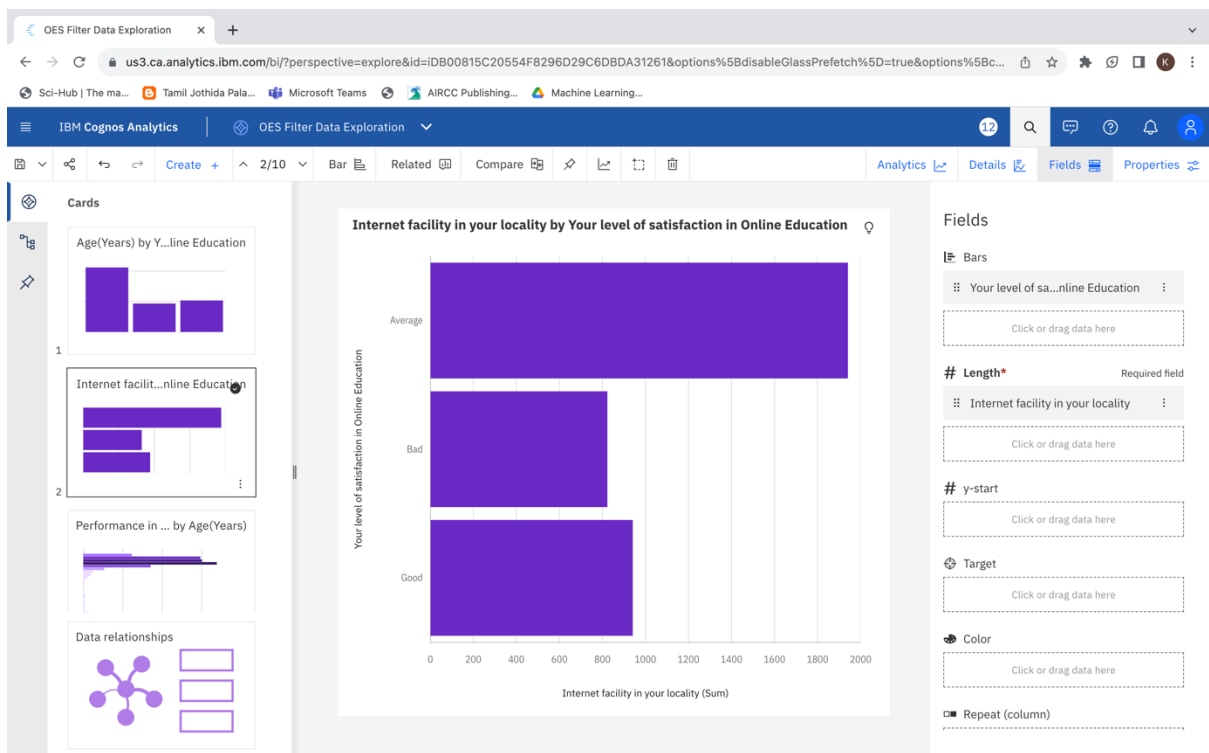 OES Filter Data Exploration
us3.ca.analytics.ibm.com/bi/?perspective=explore&id=iDB00815C20554F8296D29C6DBDA31261&options%5BdisableGlassPrefetch%5D=true&options%5Bc...
K
Sci-Hub | The ma... Tamil Jothida Pala... Microsoft Teams AIRCC Publishing... Machine Learning...
IBM Cognos Analytics OES Filter Data Exploration 12
Create + 2/10 Bar Related Compare Analytics Details Fields Properties
Cards
Age(Years) by Y...line Education
1
Internet facilit...nline Education
2
Performance in ... by Age(Years)
Data relationships
Internet facility in your locality by Your level of satisfaction in Online Education
Your level of satisfaction in Online Education
Average
Bad
Good
0 200 400 600 800 1000 1200 1400 1600 1800 2000
Internet facility in your locality (Sum)
Fields
Bars
Your level of sa...nline Education
Click or drag data here
# Length* Required field
Internet facility in your locality
Click or drag data here
# y-start
Click or drag data here
Target
Click or drag data here
Color
Click or drag data here
Repeat (column)